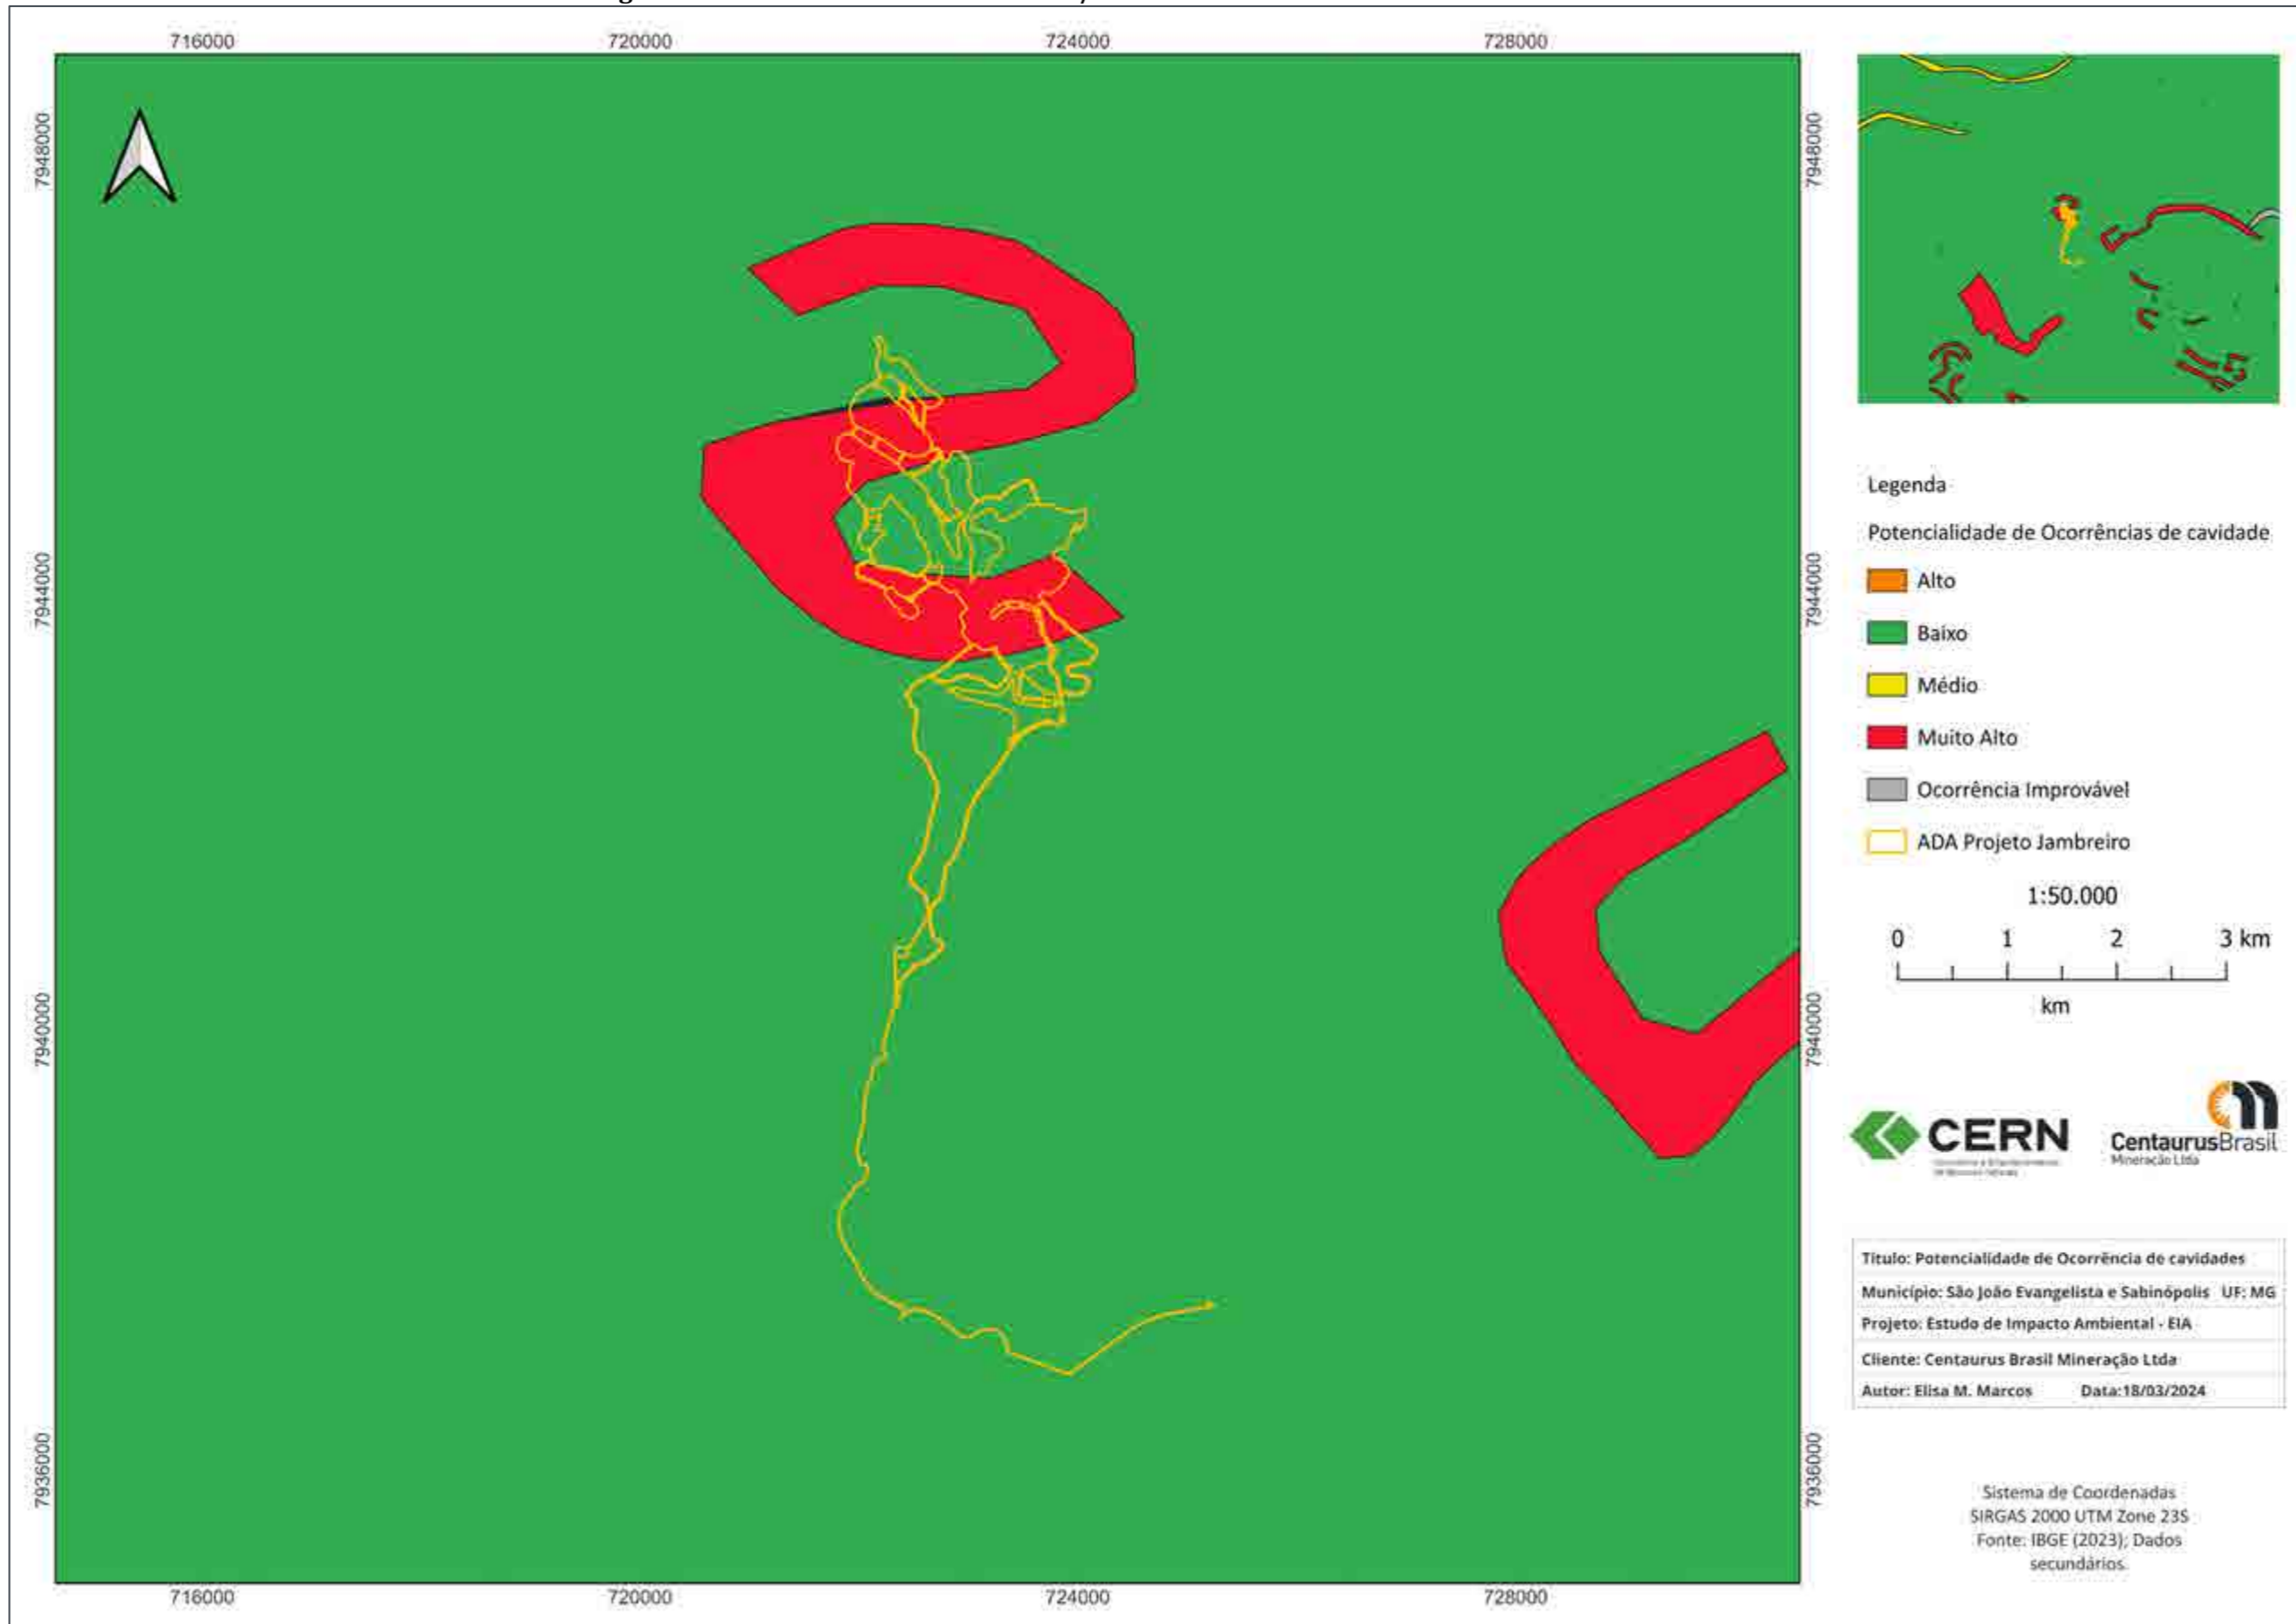 716000 720000 724000 728000
7948000 7948000
7944000 7944000
7940000 7940000
7936000 7936000
716000 720000 724000 728000
Legenda
Potencialidade de Ocorrências de cavidade
Alto
Baixo
Médio
Muito Alto
Ocorrência Improvável
ADA Projeto Jambreiro
1:50.000
0 1 2 3 km
km
CERN
CentaurusBrasil
Mineração Ltda
Título: Potencialidade de Ocorrência de cavidades
Município: São João Evangelista e Sabinópolis UF: MG
Projeto: Estudo de Impacto Ambiental - EIA
Cliente: Centaurus Brasil Mineração Ltda
Autor: Elisa M. Marcos Data:18/03/2024
Sistema de Coordenadas
SIRGAS 2000 UTM Zone 23S
Fonte: IBGE (2023); Dados
secundários.